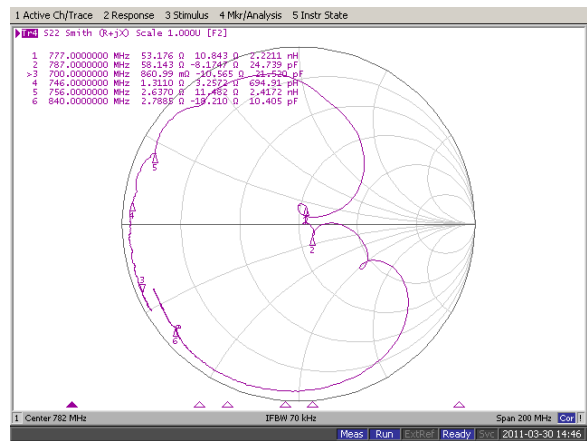 1 Active Ch/Trace 2 Response 3 Stimulus 4 Mkr/Analysis 5 Instr State
Tr4 S22 Smith (R+jX) Scale 1.000U [F2]
1 777.0000000 MHz 53.176 Ω 10.843 Ω 2.2211 nH
2 787.0000000 MHz 58.143 Ω -8.1747 Ω 24.739 pF
>3 700.0000000 MHz 860.99 mΩ -10.565 Ω 21.520 pF
4 746.0000000 MHz 1.3110 Ω 3.2572 Ω 694.91 pH
5 756.0000000 MHz 2.6370 Ω 11.482 Ω 2.4172 nH
6 840.0000000 MHz 2.7885 Ω -18.210 Ω 10.405 pF
5
4
1
2
3
6
1 Center 782 MHz IFBW 70 kHz Span 200 MHz Cor !
Meas Run ExtRef Ready Svc 2011-03-30 14:46